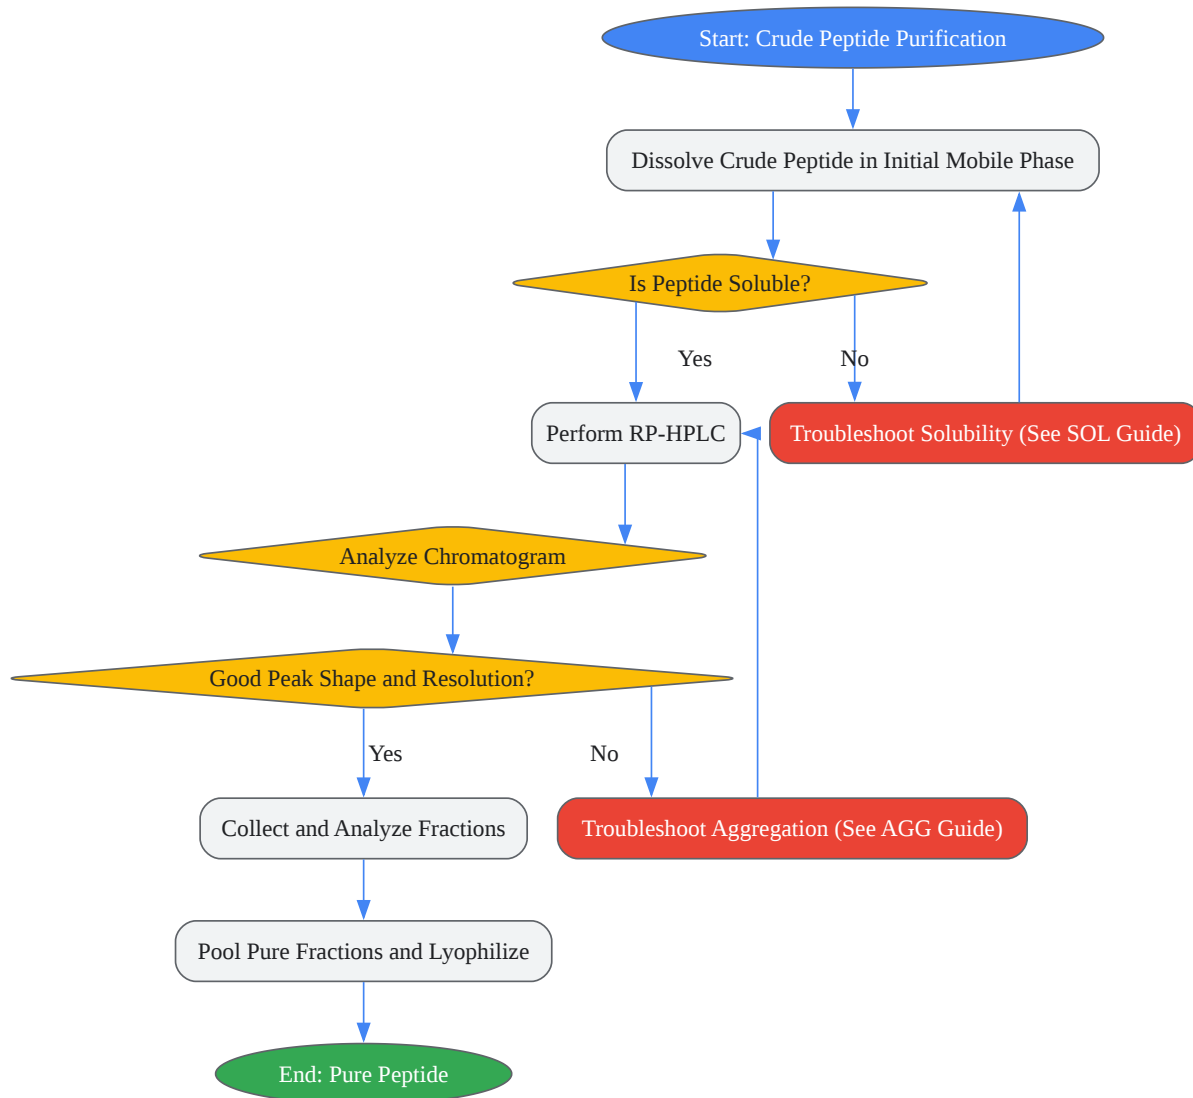 Start: Crude Peptide Purification
Dissolve Crude Peptide in Initial Mobile Phase
Is Peptide Soluble?
Yes
No
Perform RP-HPLC
Troubleshoot Solubility (See SOL Guide)
Analyze Chromatogram
Good Peak Shape and Resolution?
Yes
No
Collect and Analyze Fractions
Troubleshoot Aggregation (See AGG Guide)
Pool Pure Fractions and Lyophilize
End: Pure Peptide